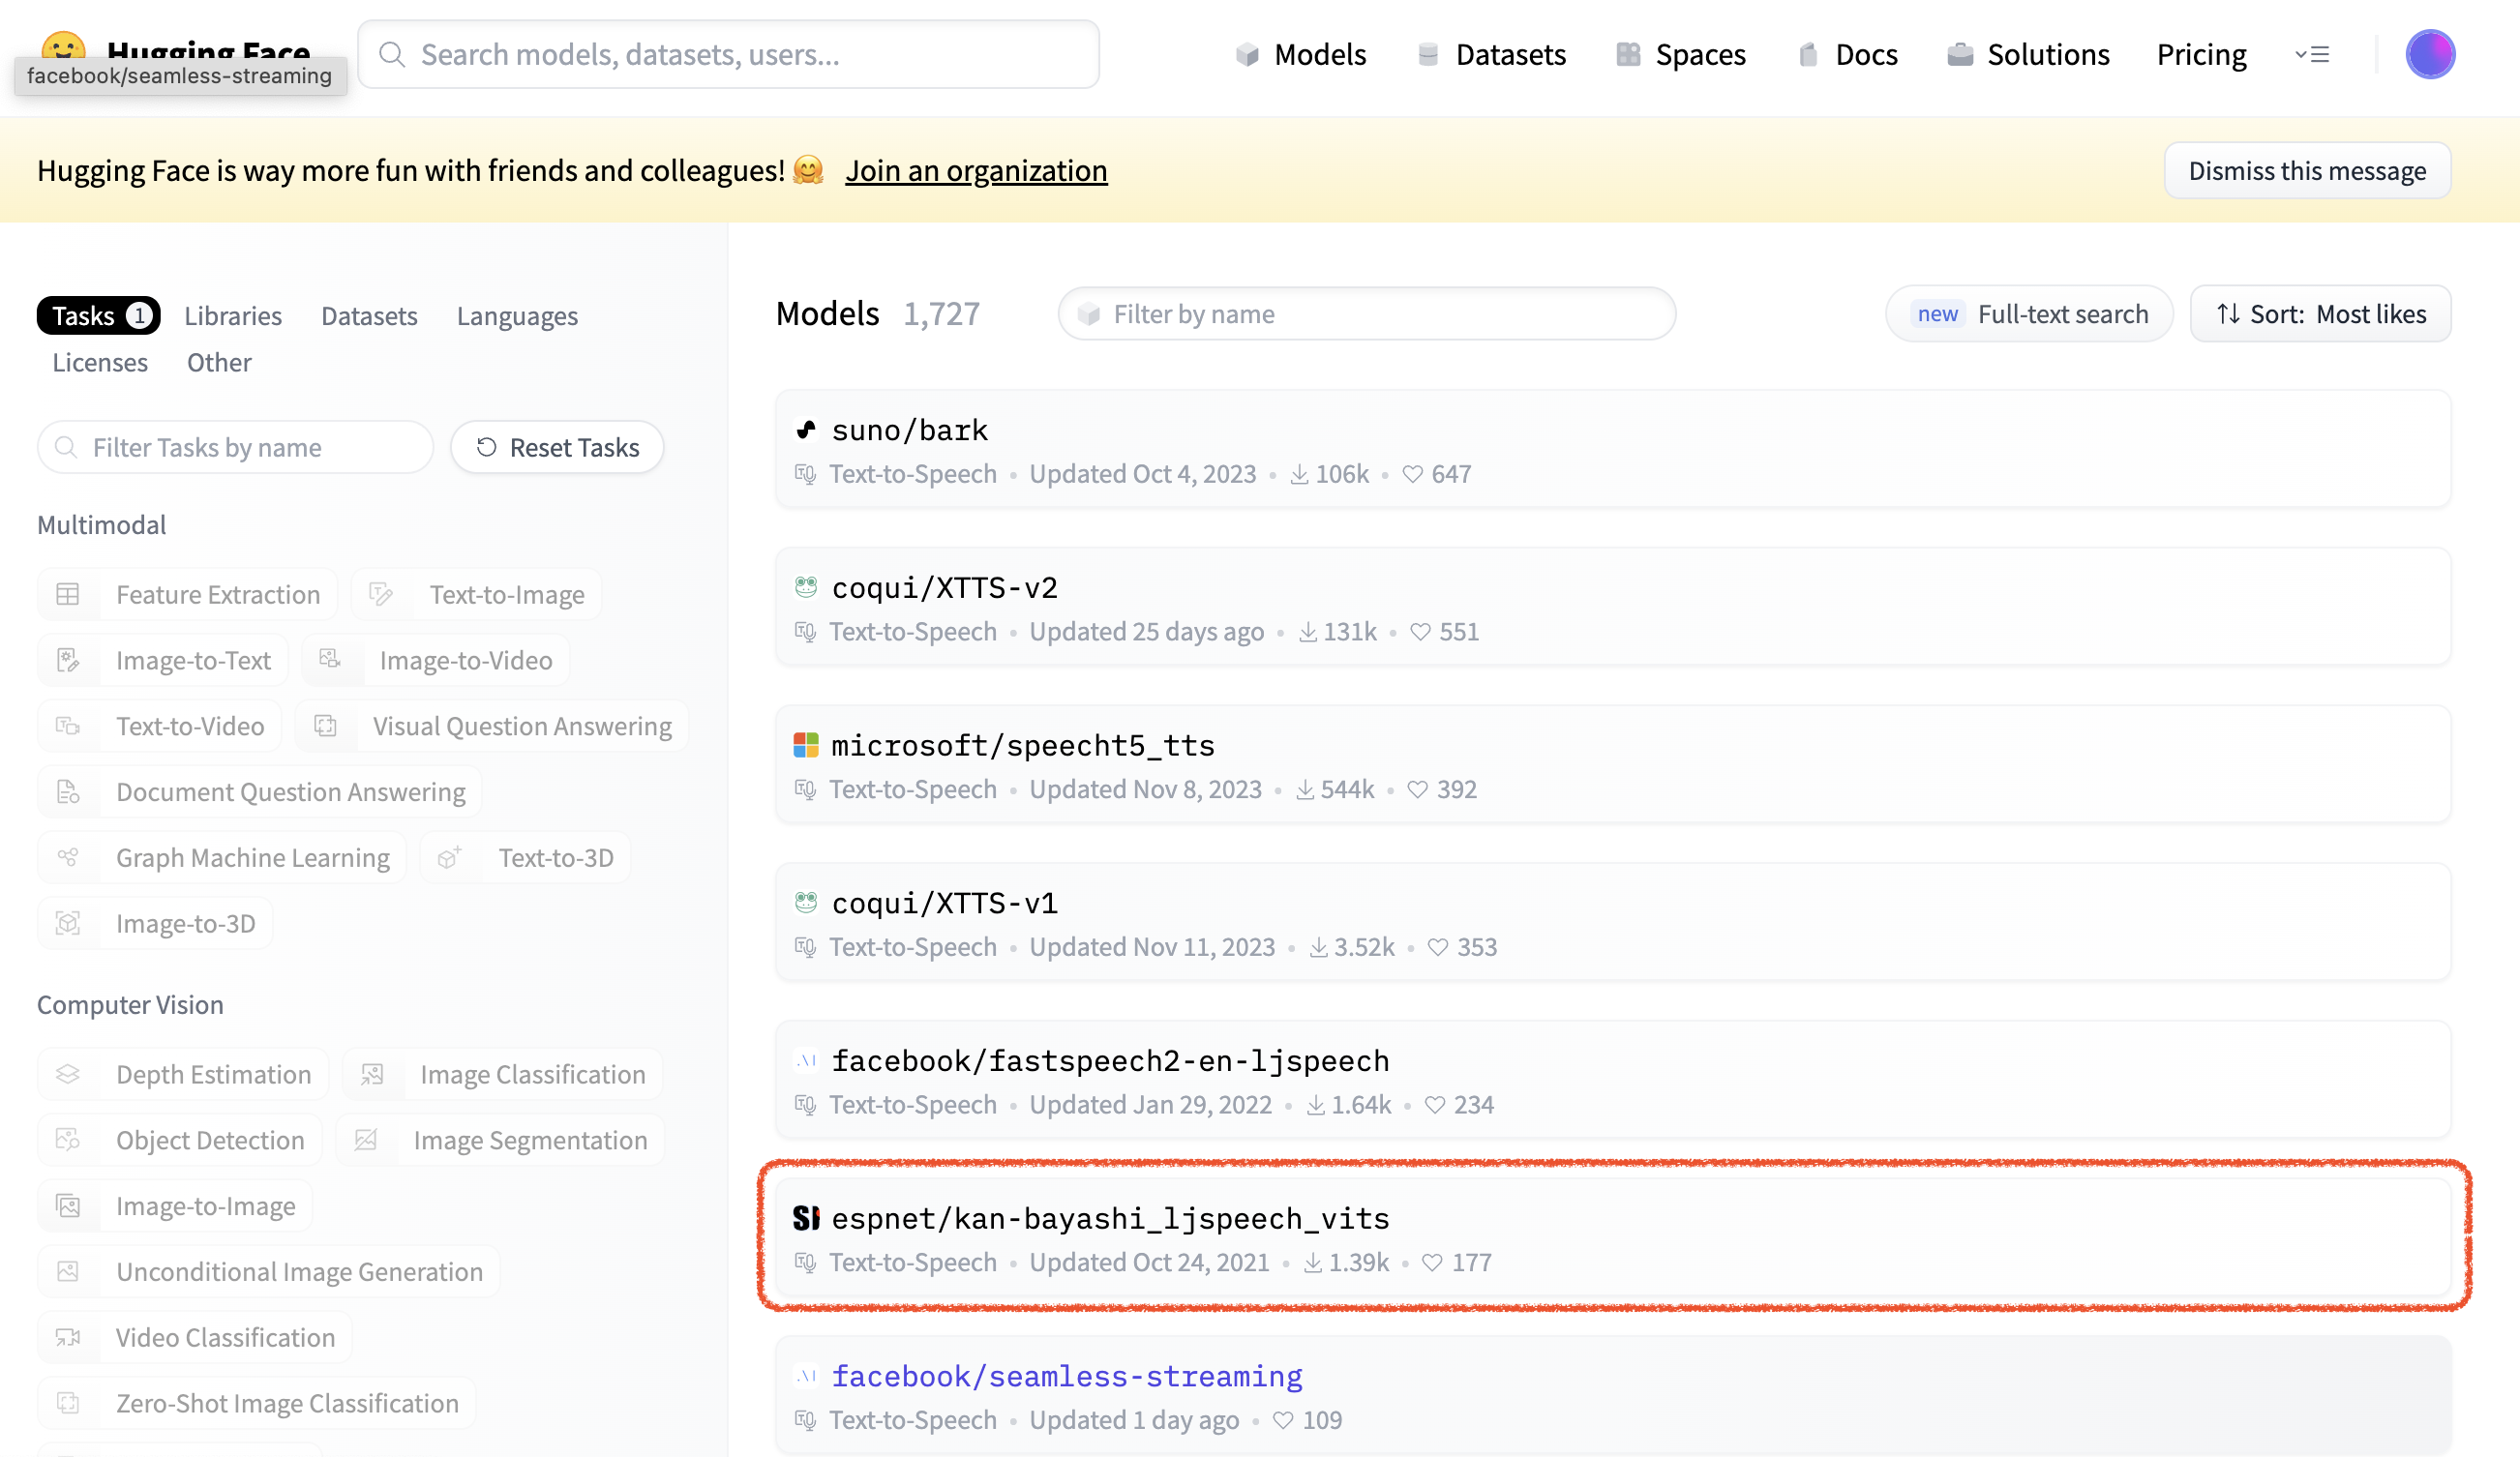 Hugging Face
facebook/seamless-streaming
Search models, datasets, users...
Models
Datasets
Spaces
Docs
Solutions
Pricing
Hugging Face is way more fun with friends and colleagues! 🤗 Join an organization
Dismiss this message
Tasks 1 Libraries Datasets Languages
Licenses Other
Filter Tasks by name
Reset Tasks
Multimodal
Feature Extraction Text-to-Image
Image-to-Text Image-to-Video
Text-to-Video Visual Question Answering
Document Question Answering
Graph Machine Learning Text-to-3D
Image-to-3D
Computer Vision
Depth Estimation Image Classification
Object Detection Image Segmentation
Image-to-Image
Unconditional Image Generation
Video Classification
Zero-Shot Image Classification
Models 1,727
Filter by name
new Full-text search
Sort: Most likes
suno/bark
Text-to-Speech • Updated Oct 4, 2023 • 106k • 647
coqui/XTTS-v2
Text-to-Speech • Updated 25 days ago • 131k • 551
microsoft/speecht5_tts
Text-to-Speech • Updated Nov 8, 2023 • 544k • 392
coqui/XTTS-v1
Text-to-Speech • Updated Nov 11, 2023 • 3.52k • 353
facebook/fastspeech2-en-ljspeech
Text-to-Speech • Updated Jan 29, 2022 • 1.64k • 234
espnet/kan-bayashi_ljspeech_vits
Text-to-Speech • Updated Oct 24, 2021 • 1.39k • 177
facebook/seamless-streaming
Text-to-Speech • Updated 1 day ago • 109